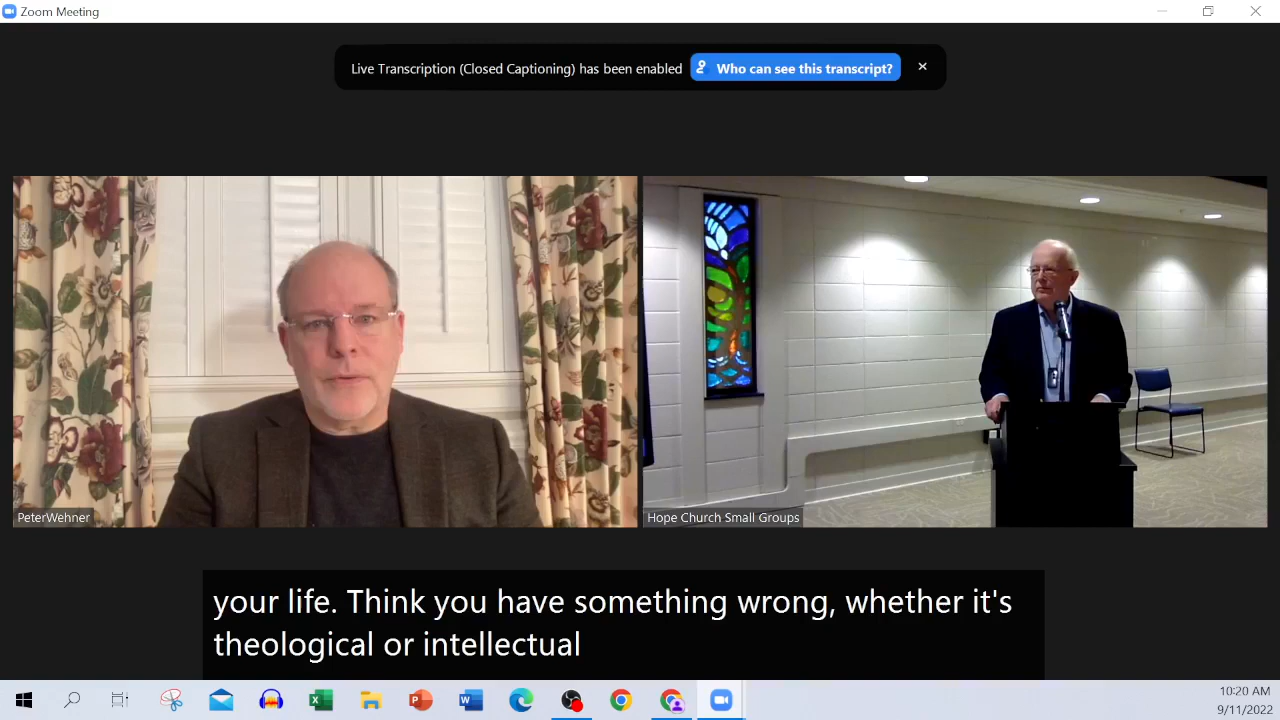 Zoom Meeting
Live Transcription (Closed Captioning) has been enabled
Who can see this transcript?
PeterWehner
Hope Church Small Groups
your life. Think you have something wrong, whether it's
theological or intellectual
10:20 AM
9/11/2022